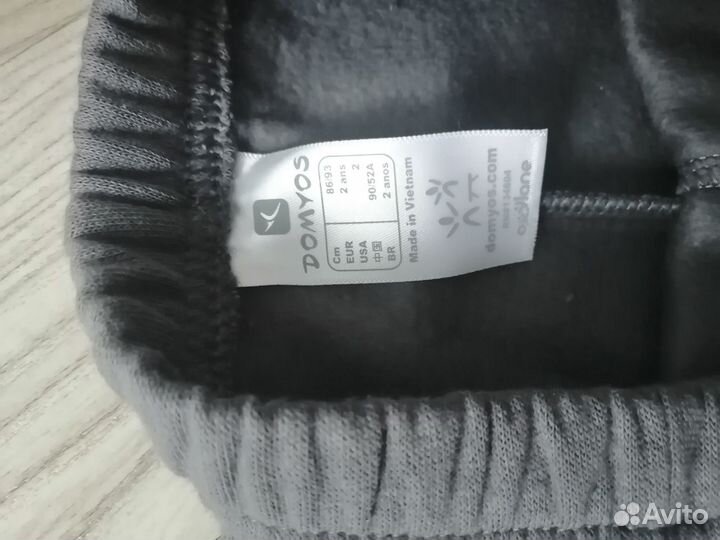 DOMYOS
Cm 86-93
EUR 2 ans
USA 2
中国 90/52A
BR 2 anos
Made in Vietnam
domyos.com
oxylane
Avito